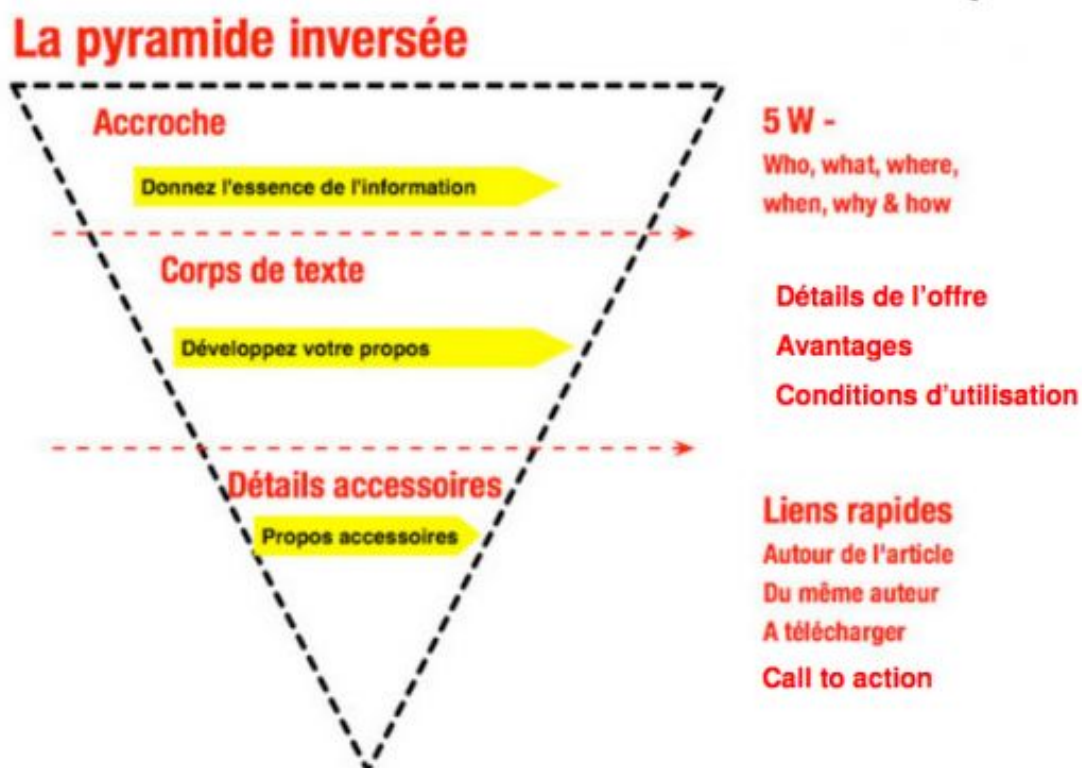 La pyramide inversée
Accroche
Donnez l'essence de l'information
5 W -
Who, what, where,
when, why & how
Corps de texte
Développez votre propos
Détails de l'offre
Avantages
Conditions d'utilisation
Détails accessoires
Propos accessoires
Liens rapides
Autour de l'article
Du même auteur
A télécharger
Call to action